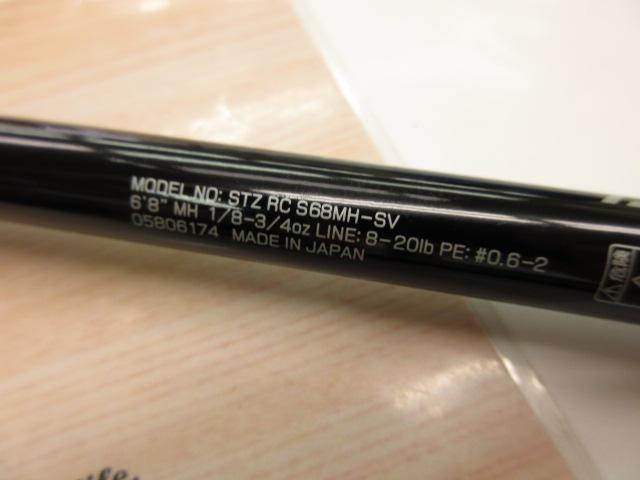 MODEL NO: STZ RC S68MH-SV
6'8" MH 1/8-3/4oz LINE: 8-20lb PE: #0.6-2
05806174 MADE IN JAPAN